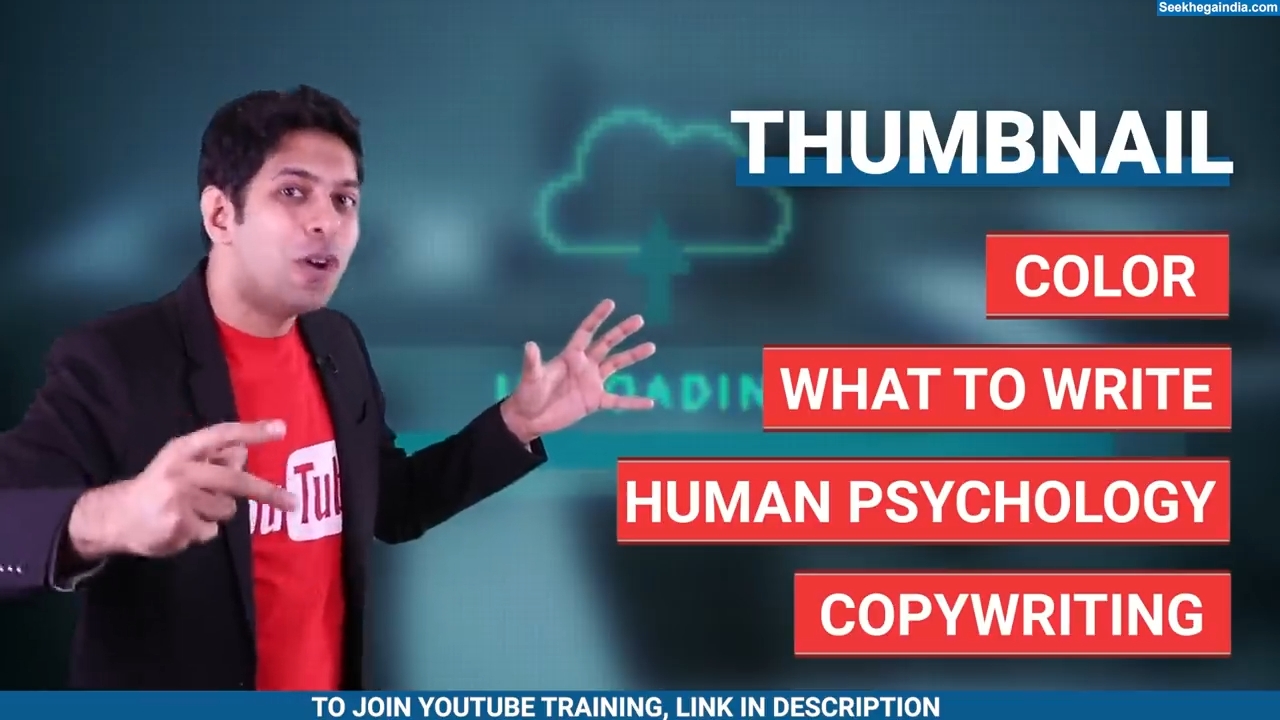 Seekhegaindia.com
THUMBNAIL
COLOR
WHAT TO WRITE
HUMAN PSYCHOLOGY
COPYWRITING
TO JOIN YOUTUBE TRAINING, LINK IN DESCRIPTION